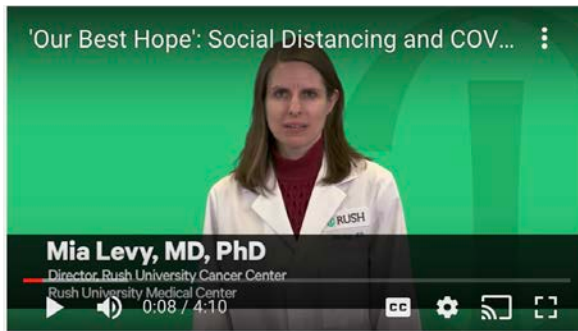 'Our Best Hope': Social Distancing and COV...
RUSH
Mia Levy, MD, PhD
Director, Rush University Cancer Center
Rush University Medical Center
0:08 / 4:10
CC